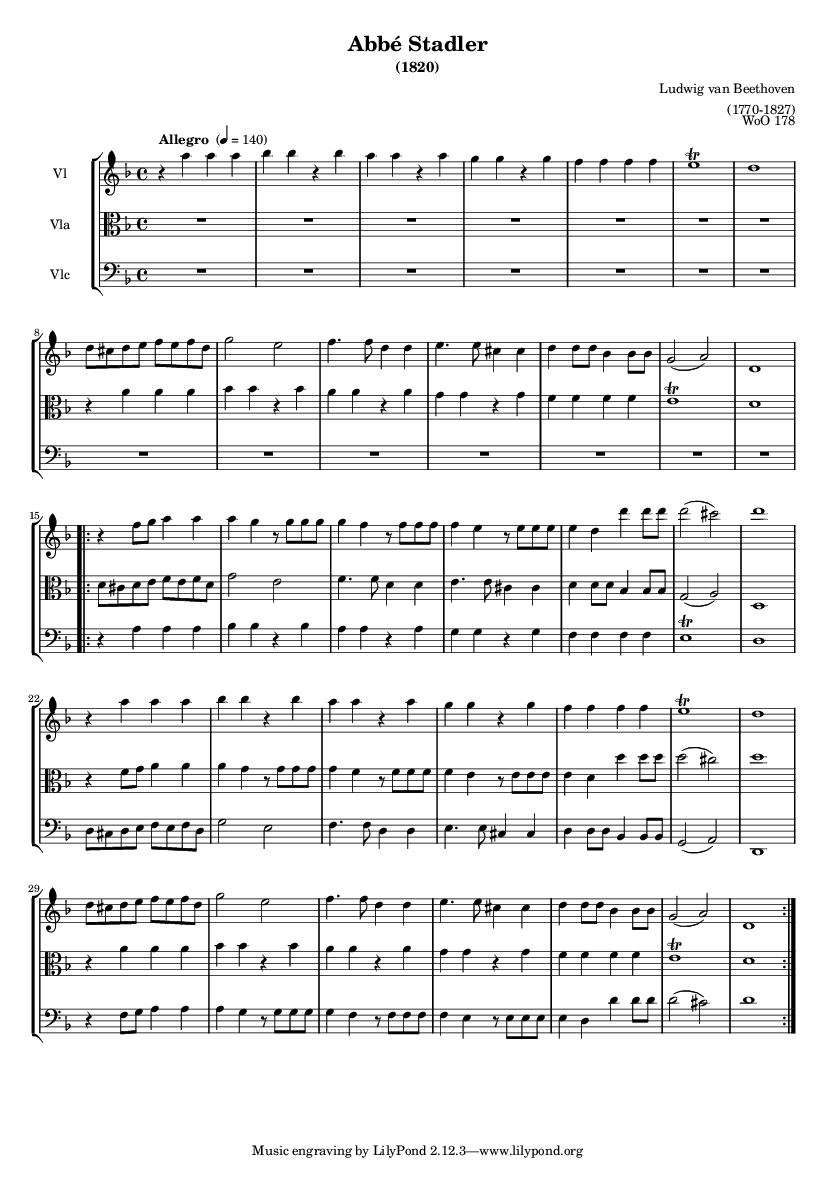 Abbé Stadler
(1820)
Ludwig van Beethoven
(1770-1827)
WoO 178
Allegro (♩ = 140)
Vl
tr
Vla
Vlc
8
tr
15
tr
22
tr
29
tr
Music engraving by LilyPond 2.12.3—www.lilypond.org